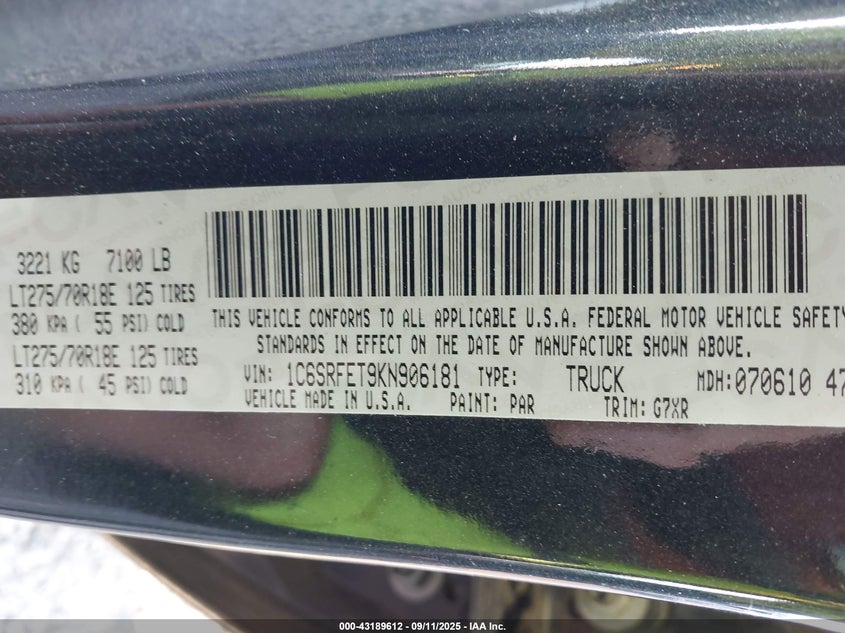 3221 KG 7100 LB
LT275/70R18E 125 TIRES
380 KPA ( 55 PSI) COLD
LT275/70R18E 125 TIRES
310 KPA ( 45 PSI) COLD
THIS VEHICLE CONFORMS TO ALL APPLICABLE U.S.A. FEDERAL MOTOR VEHICLE SAFETY
STANDARDS IN EFFECT ON THE DATE OF MANUFACTURE SHOWN ABOVE.
VIN: 1C6SRFET9KN906181 TYPE: TRUCK MDH:070610 47
VEHICLE MADE IN U.S.A. PAINT: PAR TRIM: G7XR
000-43189612 - 09/11/2025 - IAA Inc.